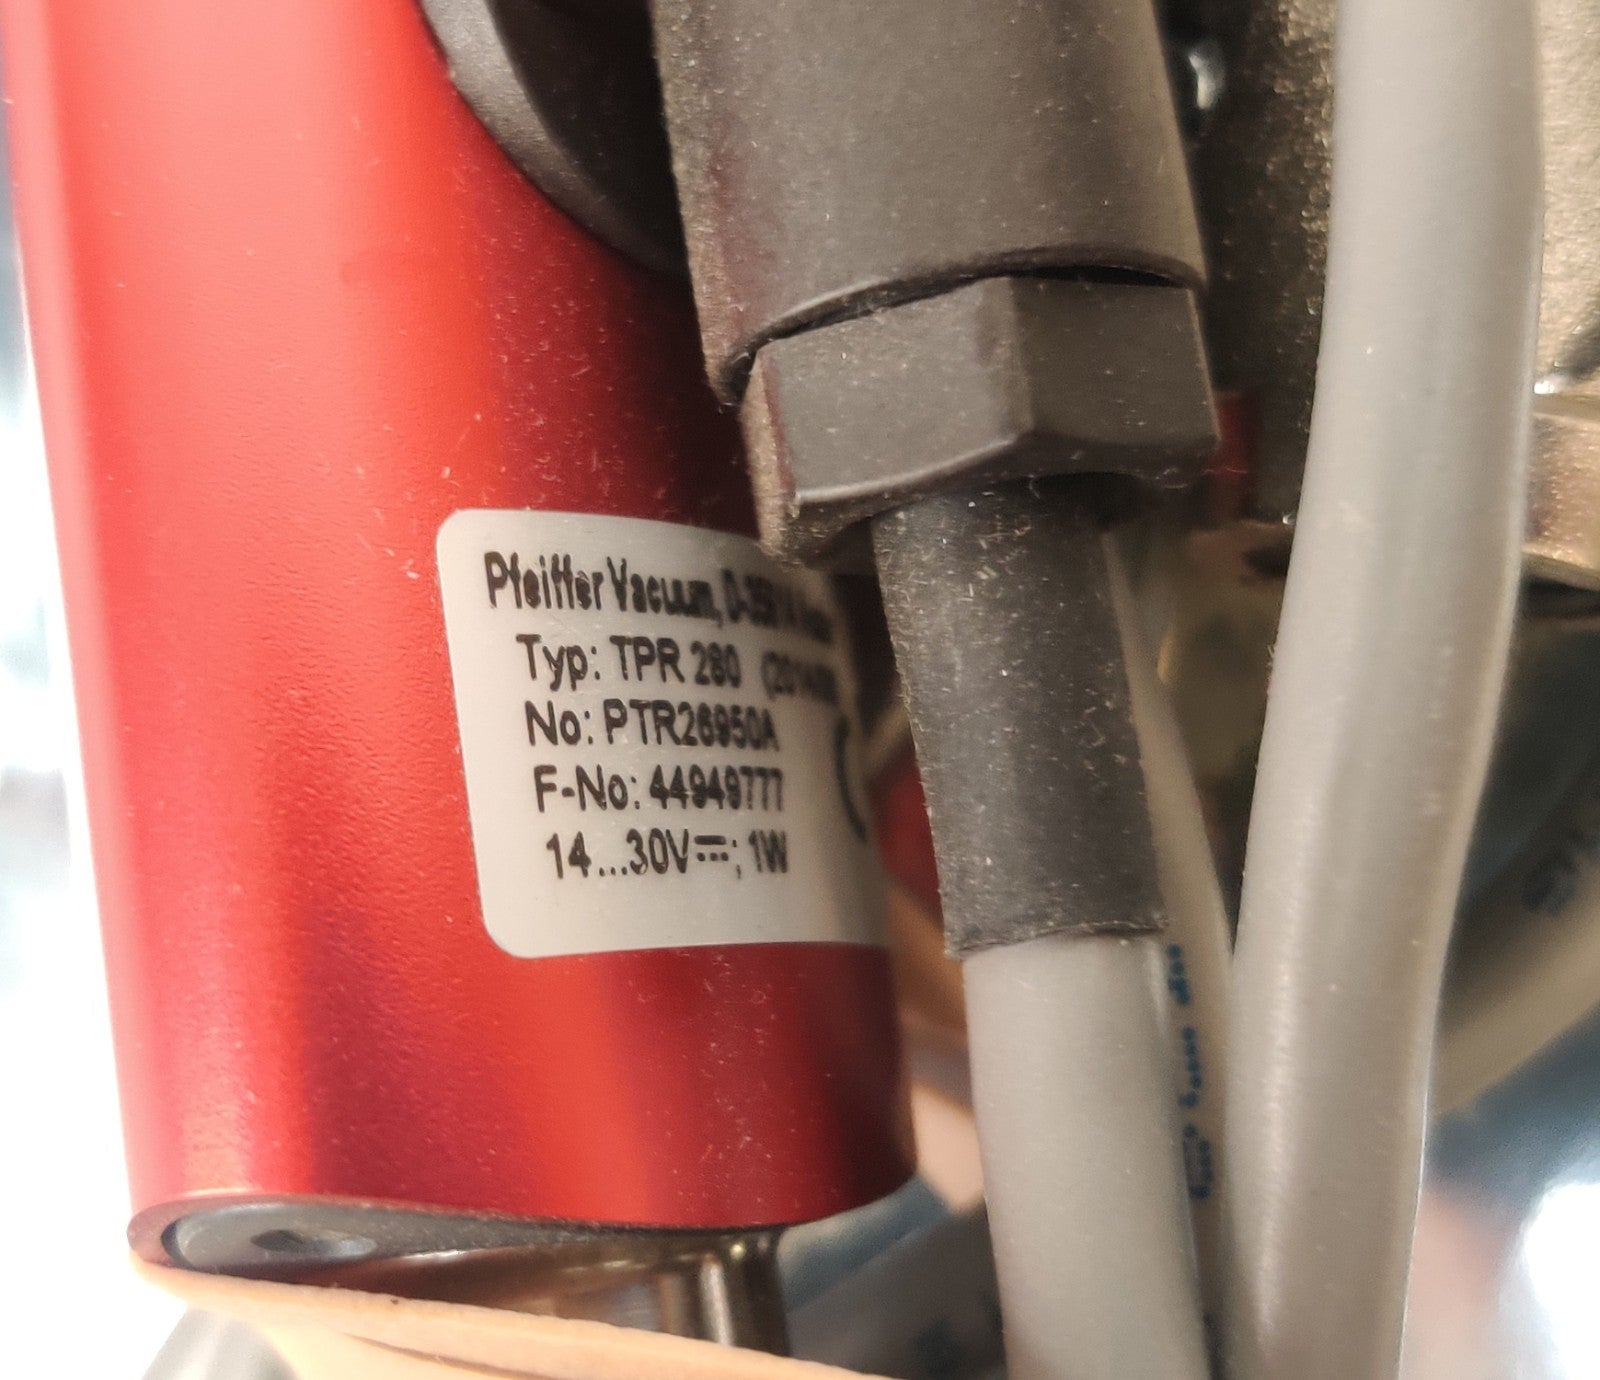 Pfeiffer Vacuum,
Typ: TPR 280
No: PTR26950A
F-No: 44949777
14...30V⎓; 1W